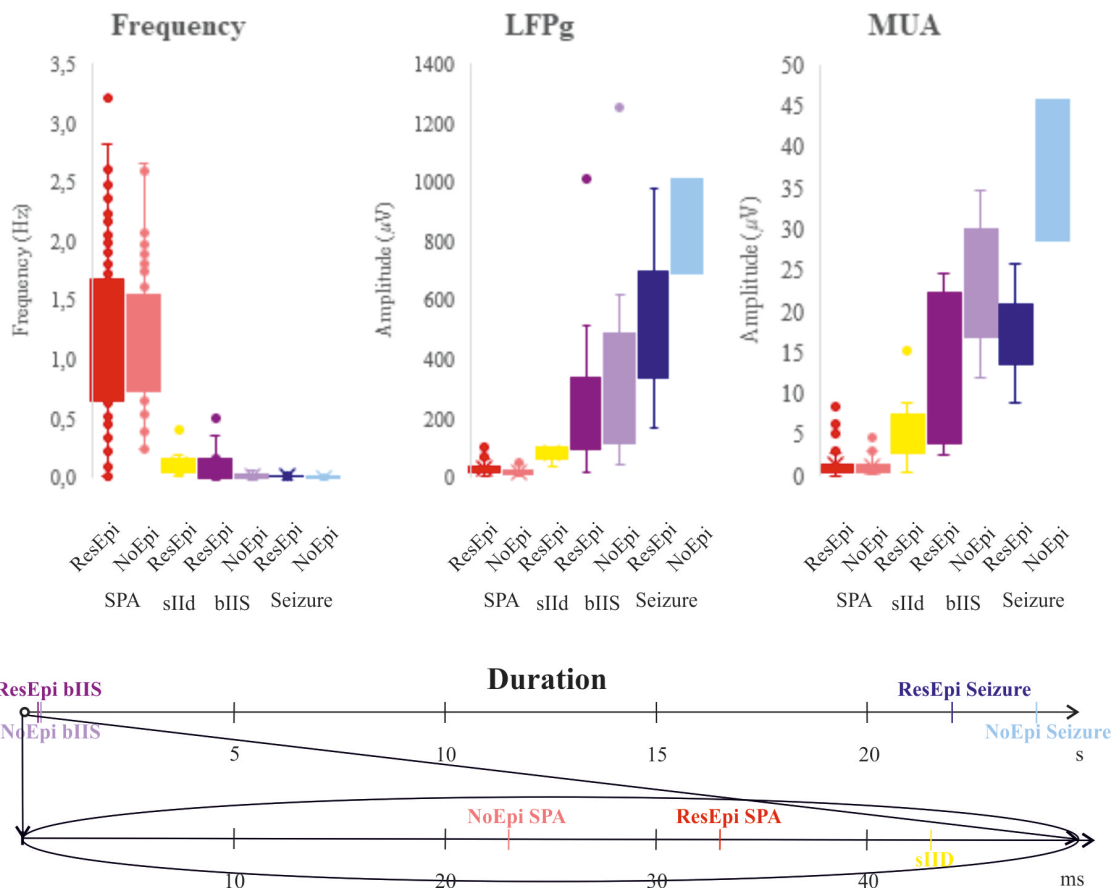 Frequency LFPg MUA
3,5
3,0
2,5
2,0
1,5
1,0
0,5
0,0
Frequency (Hz)
ResEpi NoEpi ResEpi ResEpi NoEpi ResEpi NoEpi
SPA sIId bIIS Seizure
1400
1200
1000
800
600
400
200
0
Amplitude (μV)
ResEpi NoEpi ResEpi ResEpi NoEpi ResEpi NoEpi
SPA sIId bIIS Seizure
50
45
40
35
30
25
20
15
10
5
0
Amplitude (μV)
ResEpi NoEpi ResEpi ResEpi NoEpi ResEpi NoEpi
SPA sIId bIIS Seizure
Duration
ResEpi bIIS ResEpi Seizure
NoEpi bIIS NoEpi Seizure
5 10 15 20 s
NoEpi SPA ResEpi SPA
sIID
10 20 30 40 ms